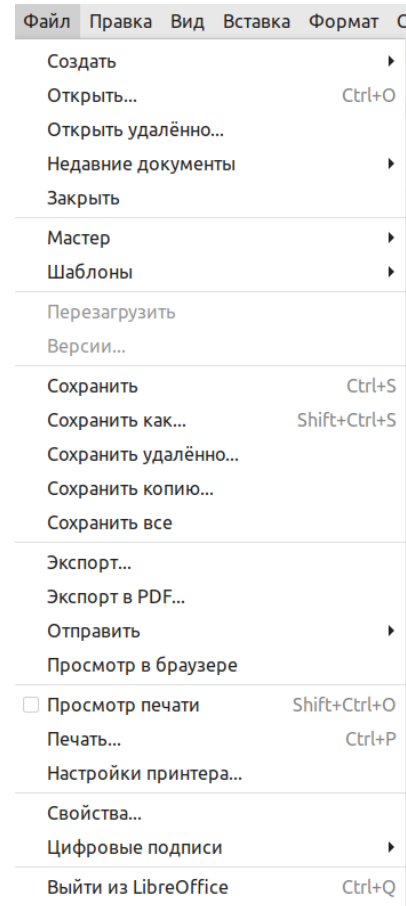 Файл Правка Вид Вставка Формат
Создать
Открыть... Ctrl+O
Открыть удалённо...
Недавние документы
Закрыть
Мастер
Шаблоны
Перезагрузить
Версии...
Сохранить Ctrl+S
Сохранить как... Shift+Ctrl+S
Сохранить удалённо...
Сохранить копию...
Сохранить все
Экспорт...
Экспорт в PDF...
Отправить
Просмотр в браузере
Просмотр печати Shift+Ctrl+O
Печать... Ctrl+P
Настройки принтера...
Свойства...
Цифровые подписи
Выйти из LibreOffice Ctrl+Q